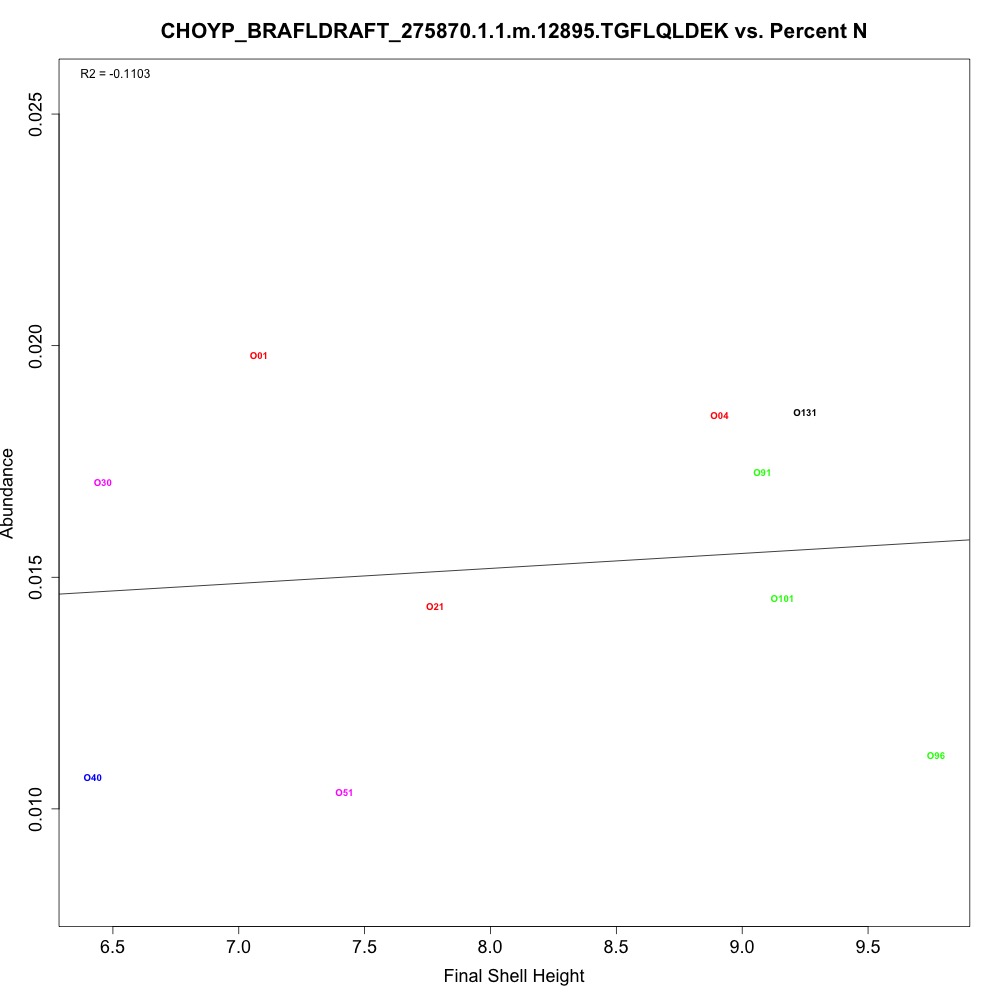 CHOYP_BRAFLDRAFT_275870.1.1.m.12895.TGFLQLDEK vs. Percent N
R2 = -0.1103
0.025
0.020
0.015
0.010
Abundance
O01
O04
O131
O91
O30
O21
O101
O96
O40
O51
6.5 7.0 7.5 8.0 8.5 9.0 9.5
Final Shell Height